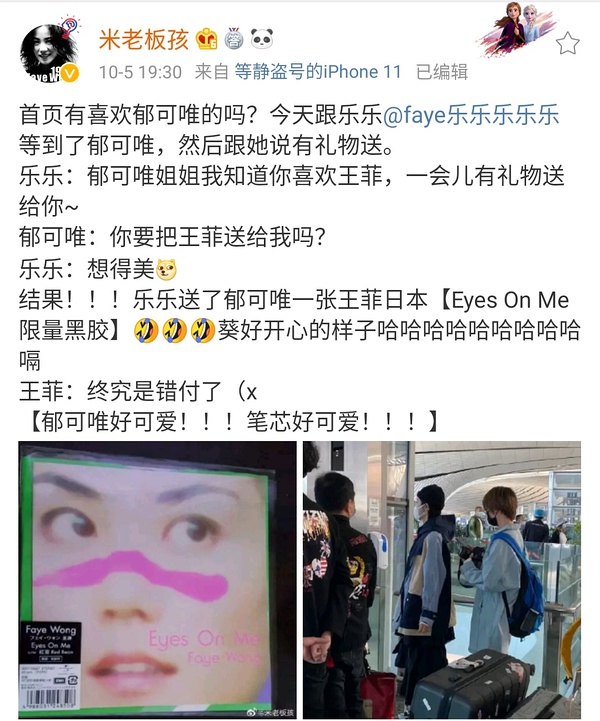 米老板孩
10-5 19:30 来自 等静盗号的iPhone 11 已编辑
首页有喜欢郁可唯的吗？今天跟乐乐@faye乐乐乐乐乐
等到了郁可唯，然后跟她说有礼物送。
乐乐：郁可唯姐姐我知道你喜欢王菲，一会儿有礼物送
给你~
郁可唯：你要把王菲送给我吗？
乐乐：想得美
结果！！！乐乐送了郁可唯一张王菲日本【Eyes On Me
限量黑胶】葵好开心的样子哈哈哈哈哈哈哈哈哈
嗝
王菲：终究是错付了（x
【郁可唯好可爱！！！笔芯好可爱！！！】
Faye Wong
Eyes On Me
Eyes On Me
Faye Wong
@米老板孩